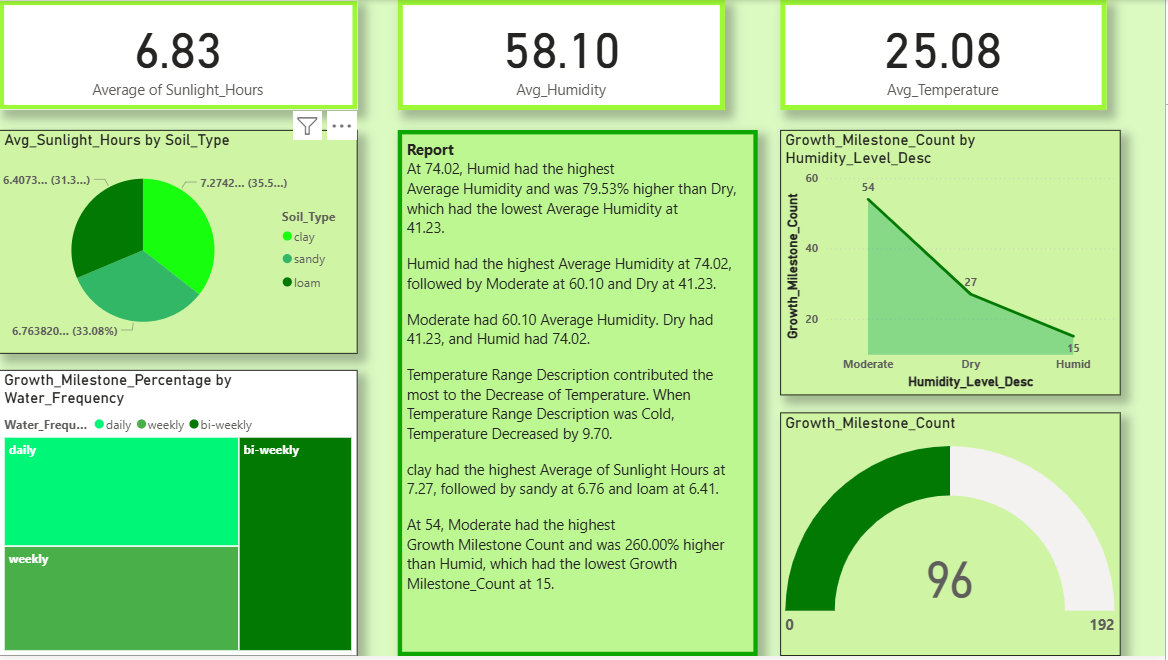 6.83
Average of Sunlight_Hours
58.10
Avg_Humidity
25.08
Avg_Temperature
Avg_Sunlight_Hours by Soil_Type
6.4073... (31.3...)
7.2742... (35.5...)
6.763820... (33.08%)
Soil_Type
clay
sandy
loam
Growth_Milestone_Percentage by
Water_Frequency
Water_Frequ... daily weekly bi-weekly
daily
bi-weekly
weekly
Report
At 74.02, Humid had the highest
Average Humidity and was 79.53% higher than Dry,
which had the lowest Average Humidity at
41.23.
Humid had the highest Average Humidity at 74.02,
followed by Moderate at 60.10 and Dry at 41.23.
Moderate had 60.10 Average Humidity. Dry had
41.23, and Humid had 74.02.
Temperature Range Description contributed the
most to the Decrease of Temperature. When
Temperature Range Description was Cold,
Temperature Decreased by 9.70.
clay had the highest Average of Sunlight Hours at
7.27, followed by sandy at 6.76 and loam at 6.41.
At 54, Moderate had the highest
Growth Milestone Count and was 260.00% higher
than Humid, which had the lowest Growth
Milestone_Count at 15.
Growth_Milestone_Count by
Humidity_Level_Desc
Growth_Milestone_Count
60
40
20
54
27
15
Moderate Dry Humid
Humidity_Level_Desc
Growth_Milestone_Count
96
0 192